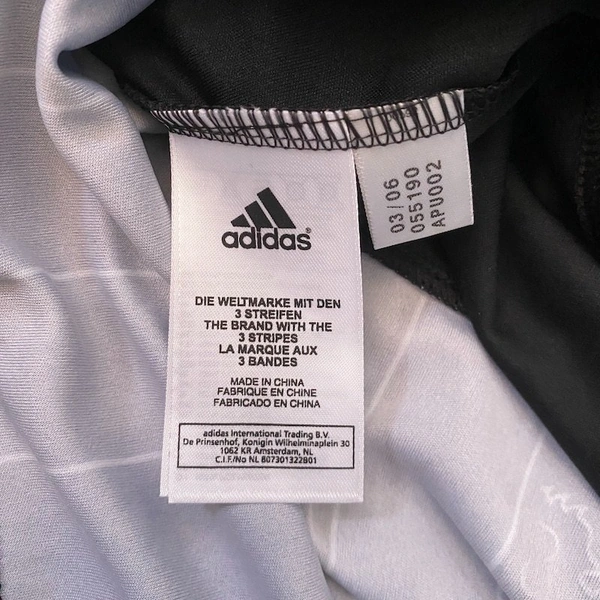 adidas®
DIE WELTMARKE MIT DEN
3 STREIFEN
THE BRAND WITH THE
3 STRIPES
LA MARQUE AUX
3 BANDES
MADE IN CHINA
FABRIQUE EN CHINE
FABRICADO EN CHINA
adidas International Trading B.V.
De Prinsenhof, Konigin Wilhelminaplein 30
1062 KR Amsterdam, NL
C.I.F./No NL 807301322B01
03/06
055190
APU002